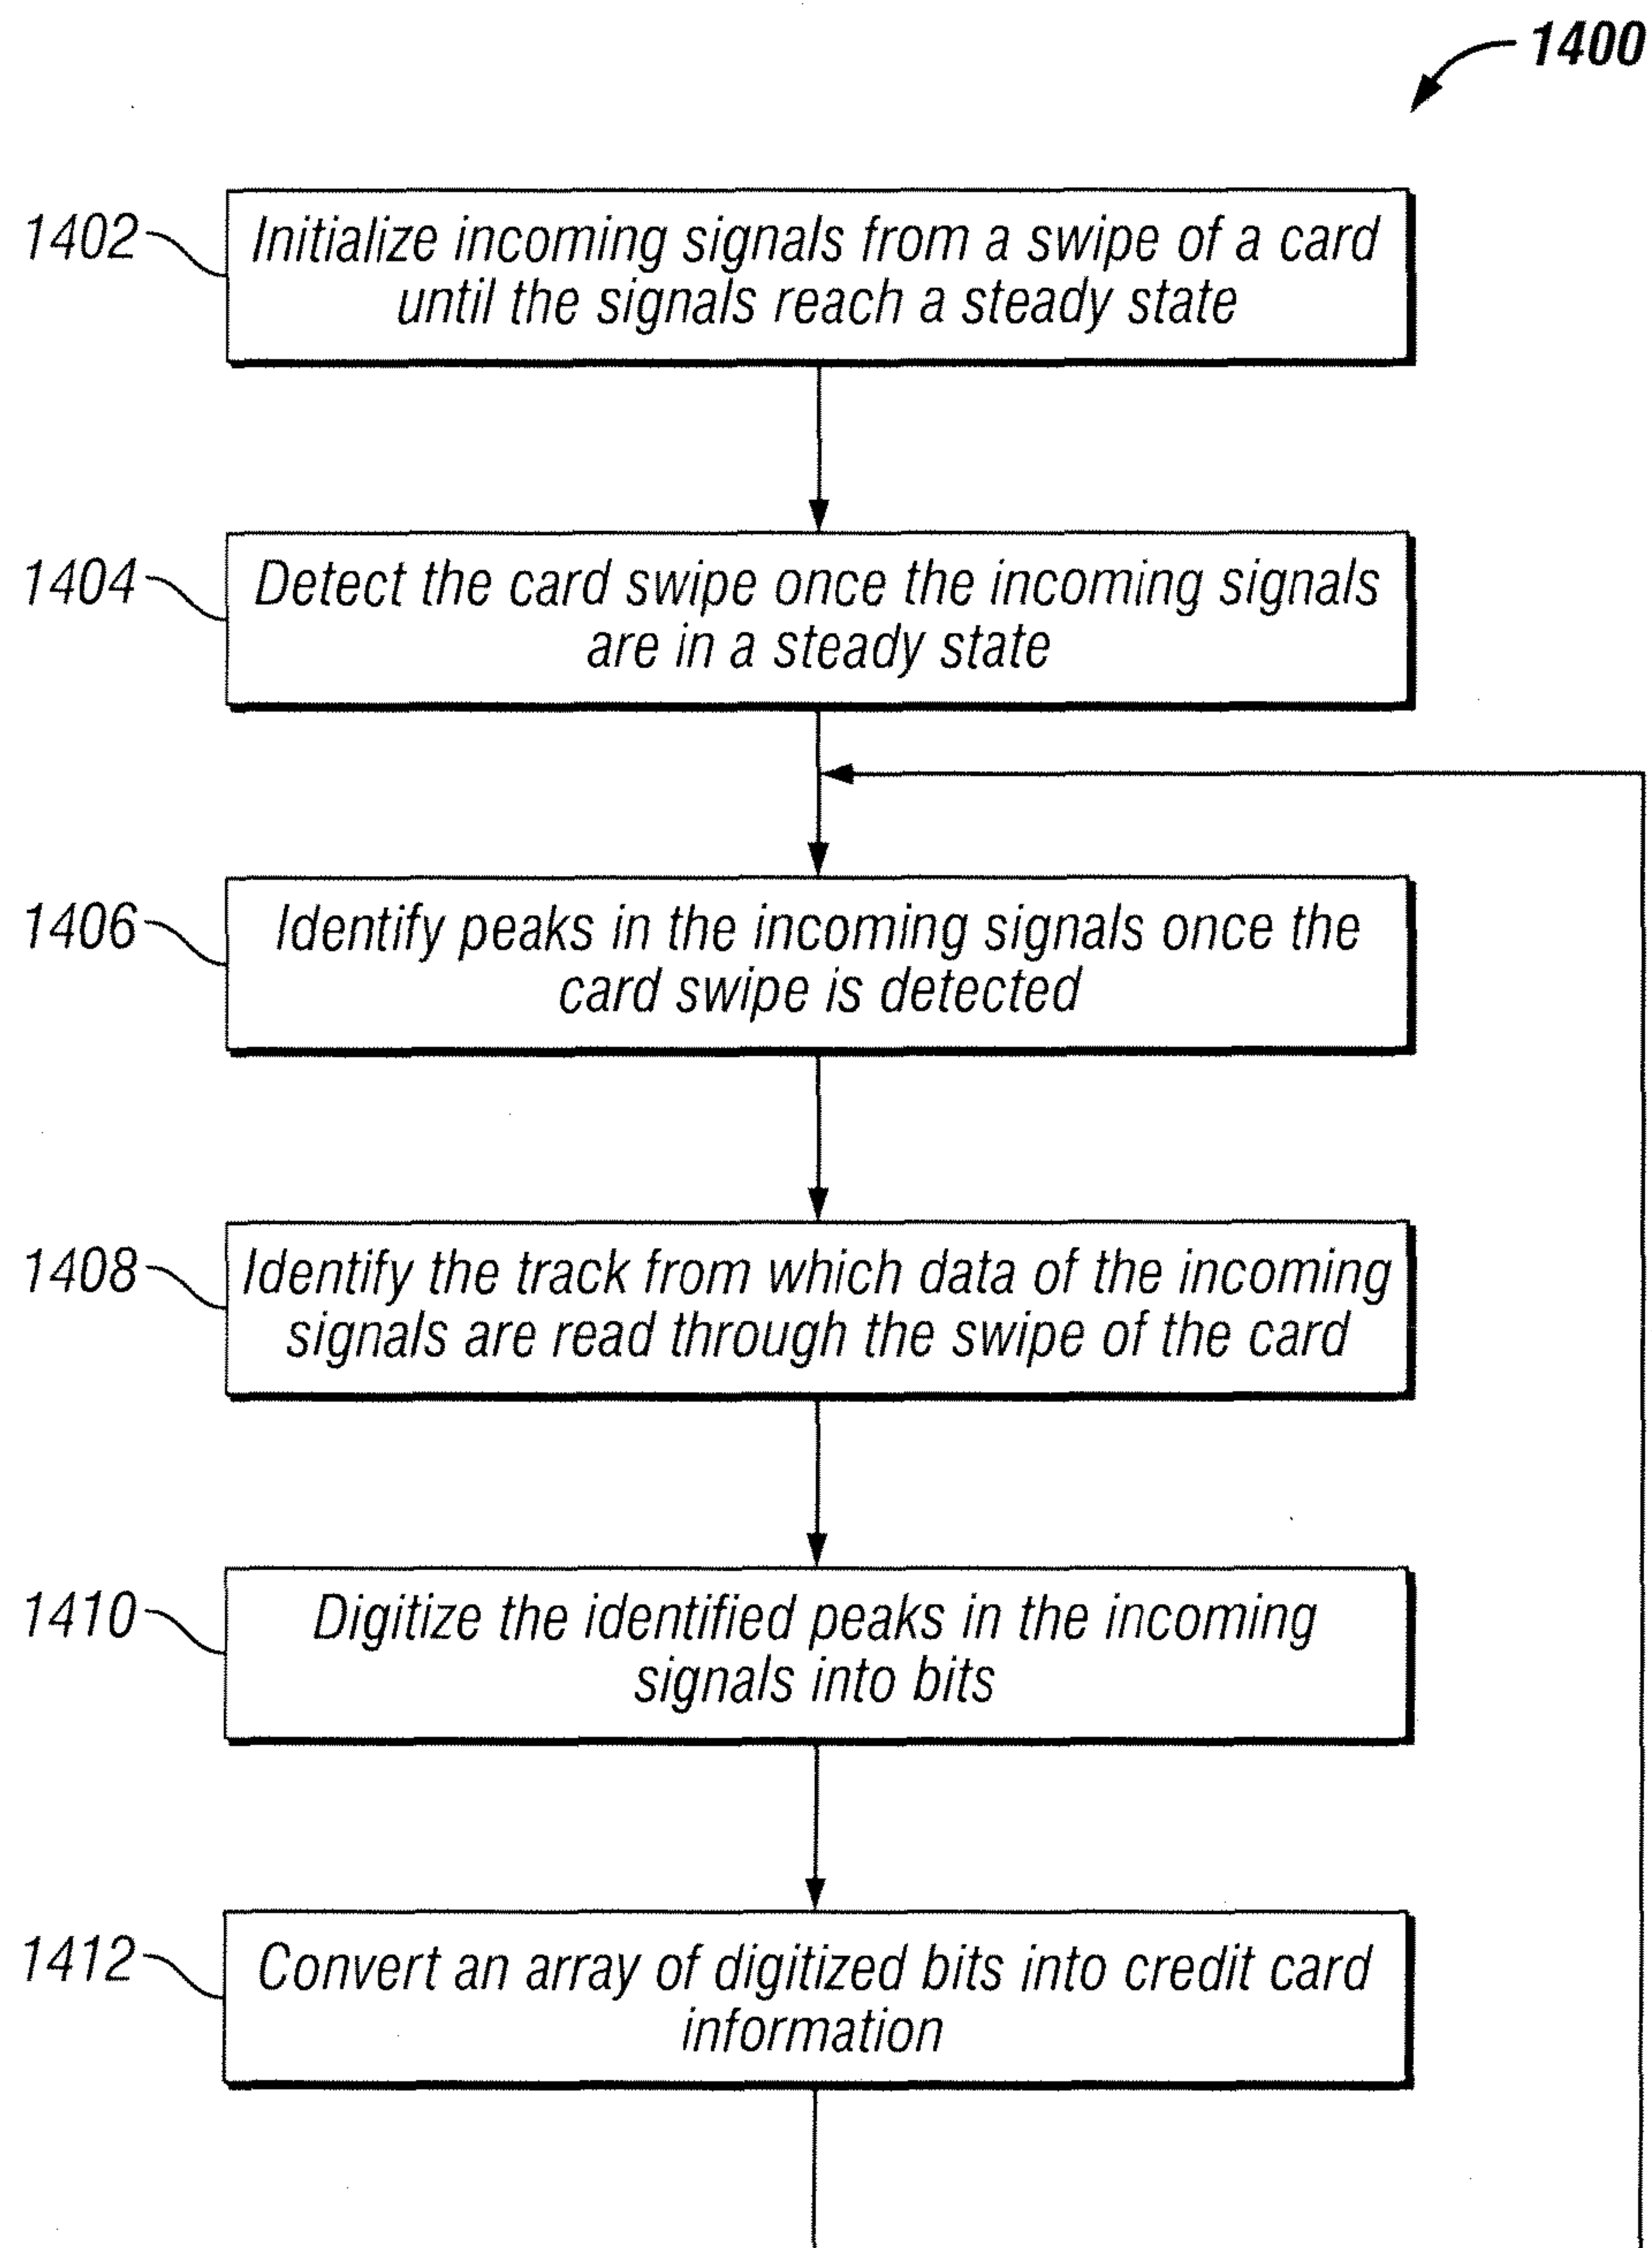 1400
1402
Initialize incoming signals from a swipe of a card
until the signals reach a steady state
1404
Detect the card swipe once the incoming signals
are in a steady state
1406
Identify peaks in the incoming signals once the
card swipe is detected
1408
Identify the track from which data of the incoming
signals are read through the swipe of the card
1410
Digitize the identified peaks in the incoming
signals into bits
1412
Convert an array of digitized bits into credit card
information